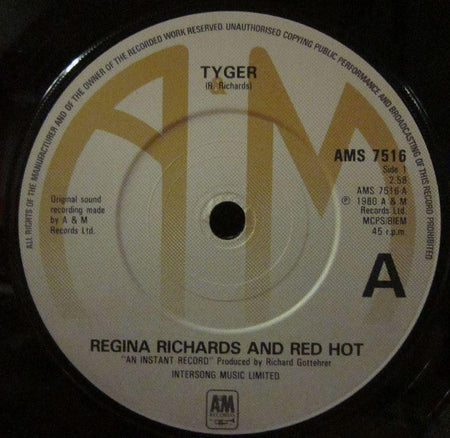 ALL RIGHTS OF THE MANUFACTURER AND OF THE OWNER OF THE RECORDED WORK RESERVED. UNAUTHORISED COPYING PUBLIC PERFORMANCE AND BROADCASTING OF THIS RECORD PROHIBITED
A&M
TYGER
(R. Richards)
AMS 7516
Side 1
2.58
AMS 7516 A
℗ 1980 A & M
Records Ltd.
MCPS/BIEM
45 r.p.m.
Original sound
recording made
by A & M
Records Ltd.
A
REGINA RICHARDS AND RED HOT
"AN INSTANT RECORD" Produced by Richard Gottehrer
INTERSONG MUSIC LIMITED
A&M
RECORDS